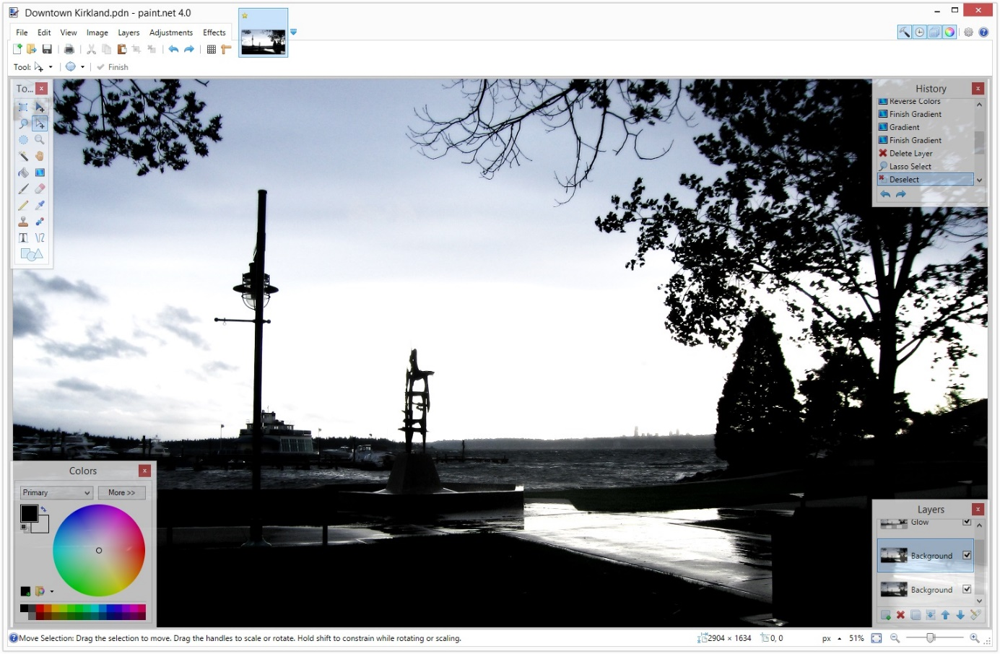 Downtown Kirkland.pdn - paint.net 4.0
File Edit View Image Layers Adjustments Effects
Tool: Finish
To...
History
Reverse Colors
Finish Gradient
Gradient
Finish Gradient
Delete Layer
Lasso Select
Deselect
Colors
Primary More >>
Layers
Glow
Background
Background
Move Selection: Drag the selection to move. Drag the handles to scale or rotate. Hold shift to constrain while rotating or scaling. 2904 × 1634 0, 0 px 51%